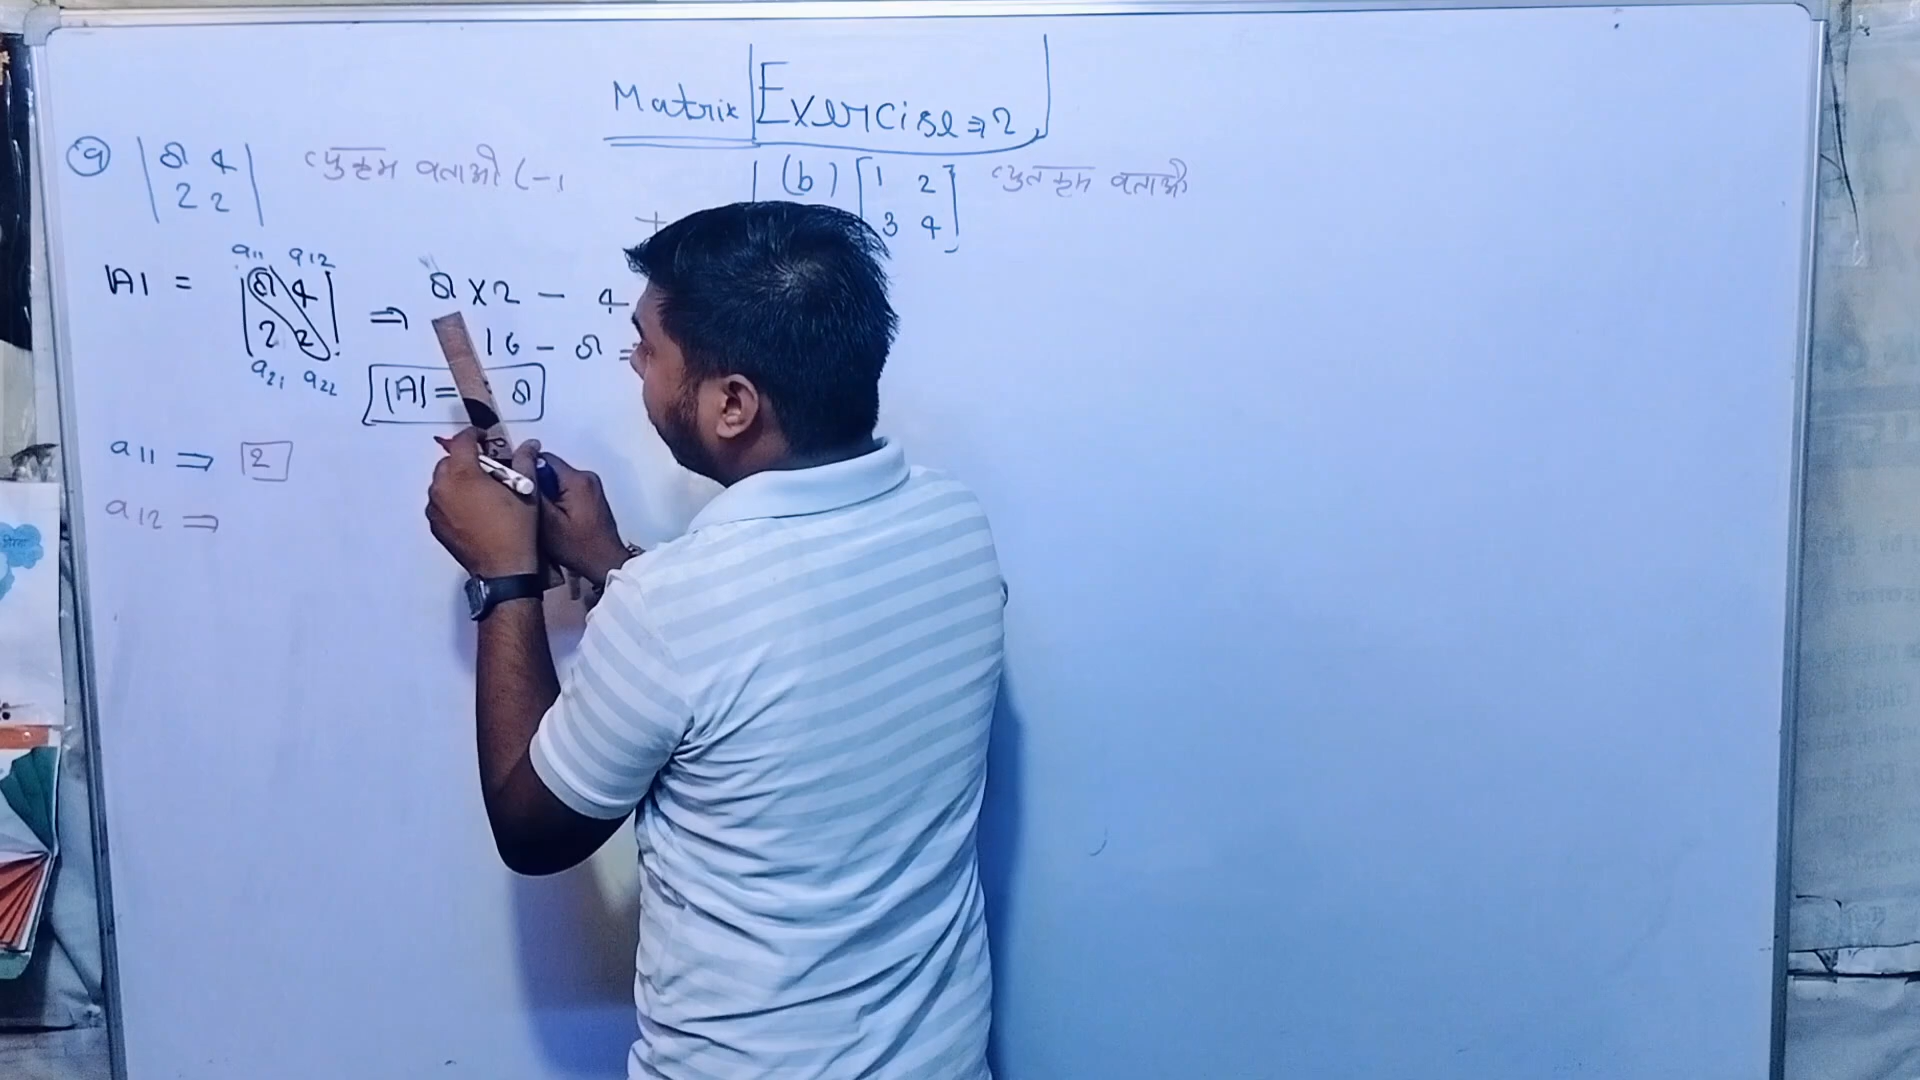 Matrix Exercise ⇒ 2
(a) | 8 4 | व्युत्क्रम बताओ (-1
| 2 2 |
(b) [ 1 2 ] व्युत्क्रम बताओ
[ 3 4 ]
a11 a12
|A| = | 8 4 | ⇒ 8 x 2 - 4
| 2 2 | 16 - 8 =
a21 a22
|A| = 8
a11 ⇒ 2
a12 ⇒